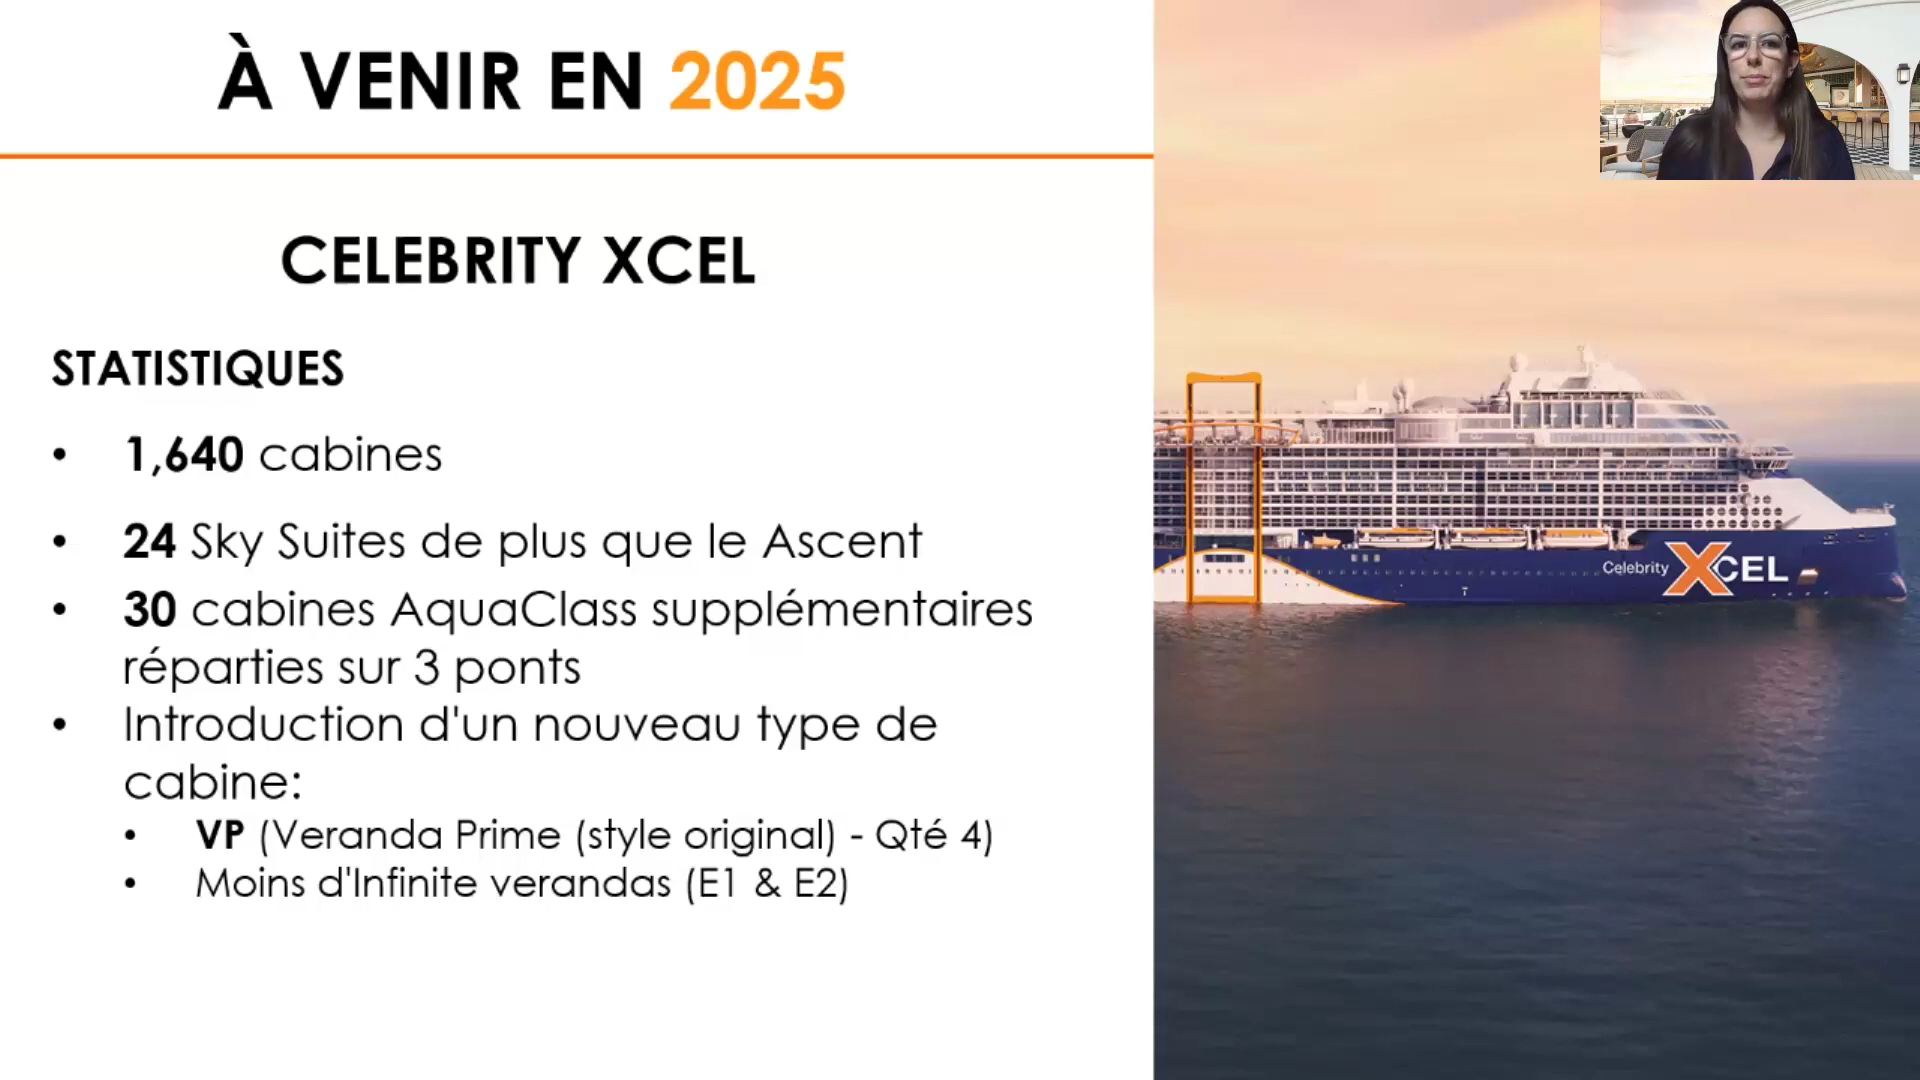 À VENIR EN 2025
CELEBRITY XCEL
STATISTIQUES
• 1,640 cabines
• 24 Sky Suites de plus que le Ascent
• 30 cabines AquaClass supplémentaires
réparties sur 3 ponts
• Introduction d'un nouveau type de
cabine:
• VP (Veranda Prime (style original) - Qté 4)
• Moins d'Infinite verandas (E1 & E2)
Celebrity XCEL